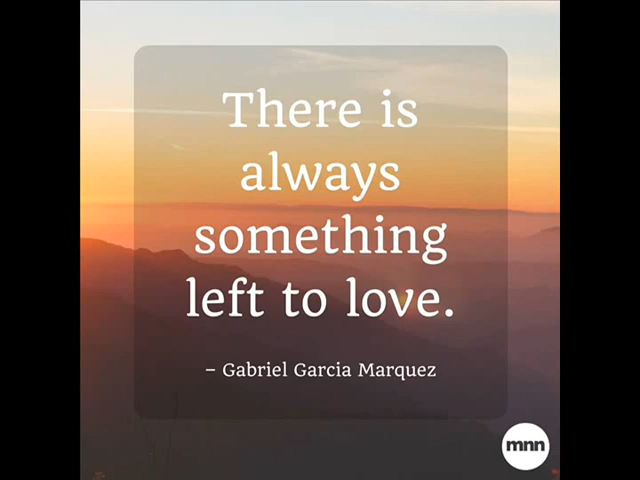 There is
always
something
left to love.
– Gabriel Garcia Marquez
mnn